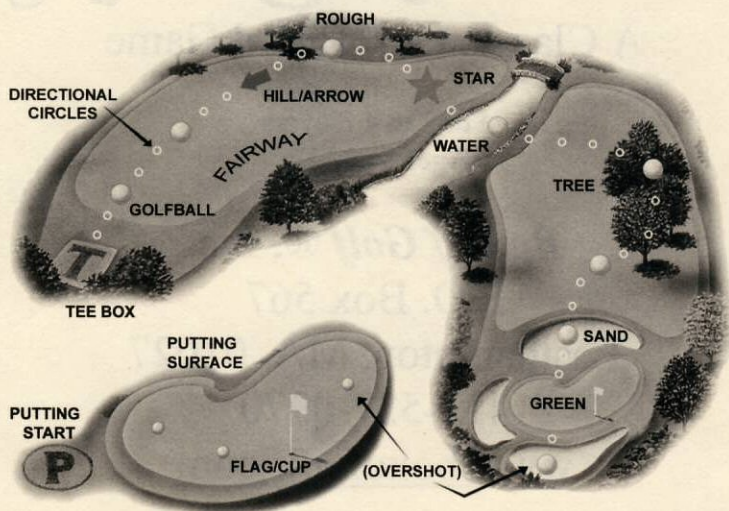 ROUGH
STAR
HILL/ARROW
DIRECTIONAL
CIRCLES
FAIRWAY
WATER
TREE
GOLFBALL
T
TEE BOX
SAND
PUTTING
SURFACE
GREEN
PUTTING
START
P
FLAG/CUP
(OVERSHOT)